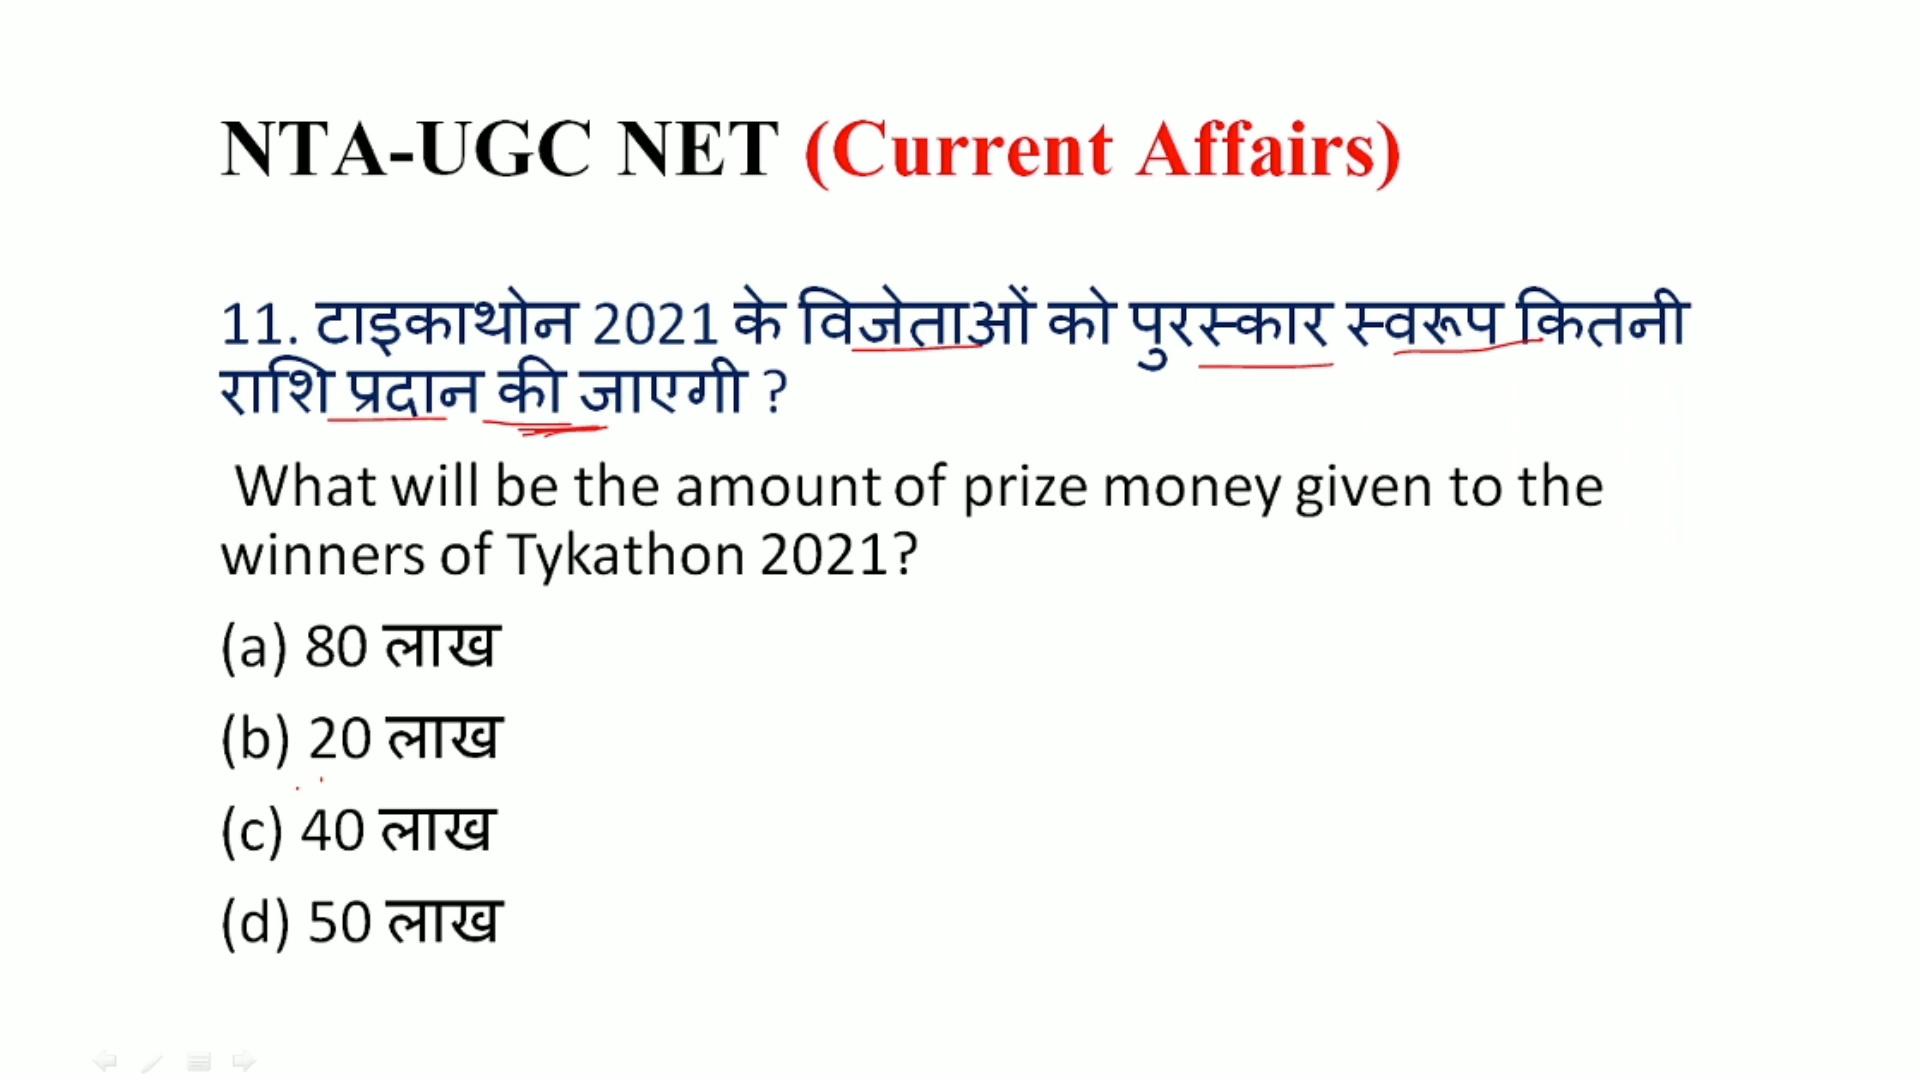 NTA-UGC NET (Current Affairs)
11. टाइकाथोन 2021 के विजेताओं को पुरस्कार स्वरूप कितनी
राशि प्रदान की जाएगी ?
What will be the amount of prize money given to the
winners of Tykathon 2021?
(a) 80 लाख
(b) 20 लाख
(c) 40 लाख
(d) 50 लाख